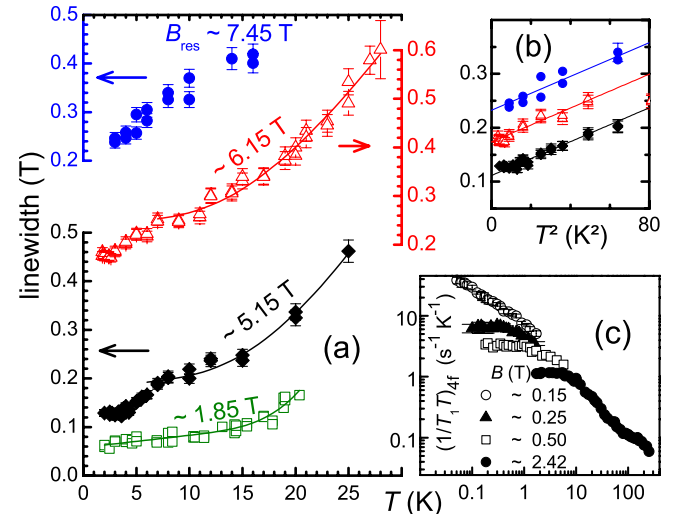 0.5
B_res ~ 7.45 T
0.4
0.3
0.2
0.6
0.5
0.4
0.3
0.2
~ 6.15 T
linewidth (T)
0.5
0.4
0.3
0.2
0.1
0.0
~ 5.15 T
~ 1.85 T
(a)
0 5 10 15 20 25
T (K)
(b)
0.3
0.2
0.1
0 80
T² (K²)
(c)
(1/T₁T)₄f (s⁻¹ K⁻¹)
10
1
0.1
B (T)
~ 0.15
~ 0.25
~ 0.50
~ 2.42
0.1 1 10 100